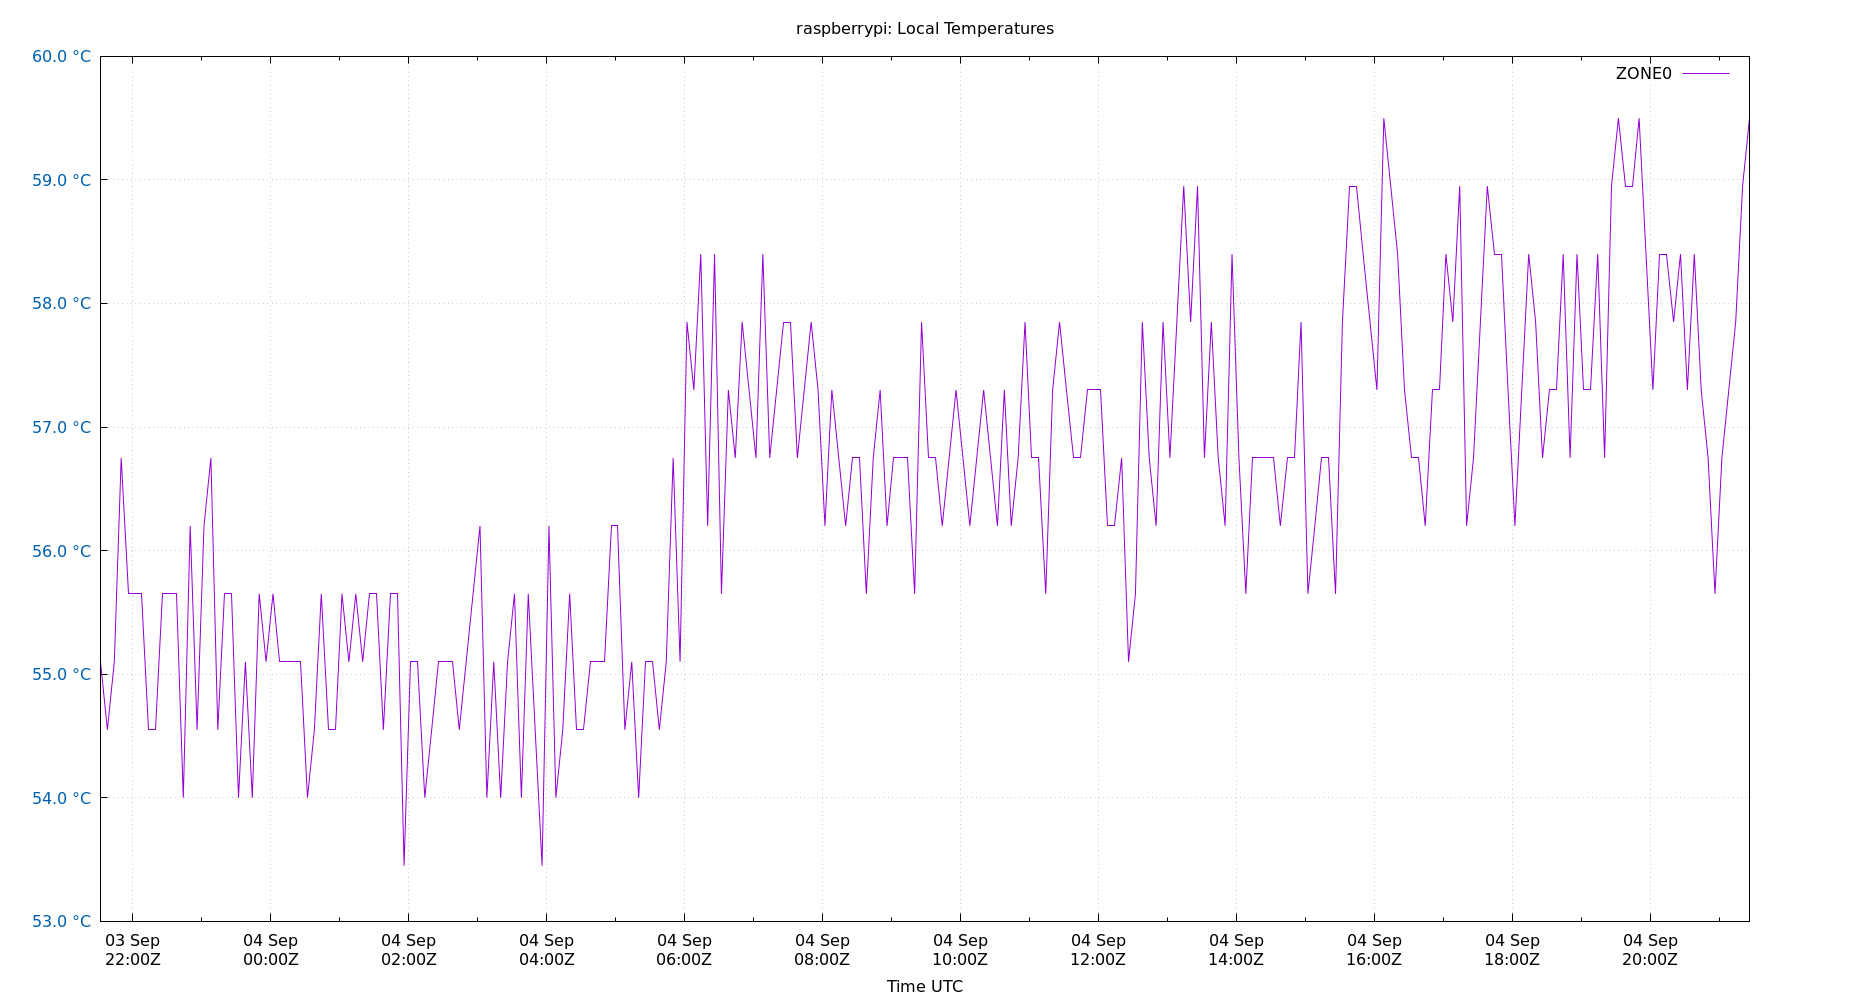 raspberrypi: Local Temperatures
60.0 °C
ZONE0
59.0 °C
58.0 °C
57.0 °C
56.0 °C
55.0 °C
54.0 °C
53.0 °C
03 Sep 04 Sep 04 Sep 04 Sep 04 Sep 04 Sep 04 Sep 04 Sep 04 Sep 04 Sep 04 Sep 04 Sep
22:00Z 00:00Z 02:00Z 04:00Z 06:00Z 08:00Z 10:00Z 12:00Z 14:00Z 16:00Z 18:00Z 20:00Z
Time UTC